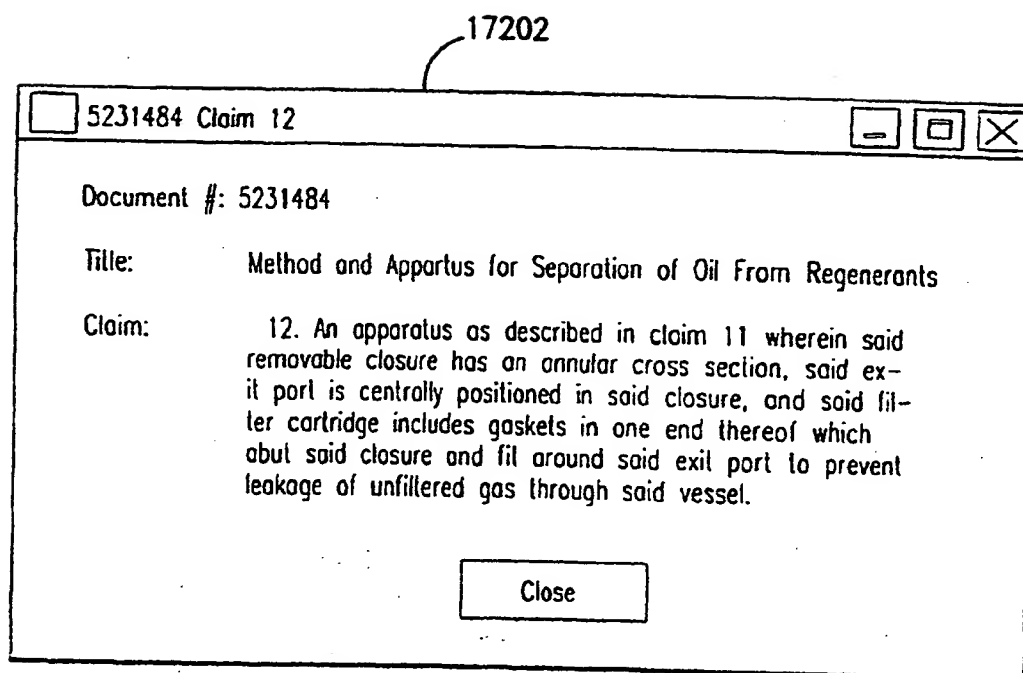 17202
5231484 Claim 12
Document #: 5231484
Title: Method and Appartus for Separation of Oil From Regenerants
Claim: 12. An apparatus as described in claim 11 wherein said
removable closure has an annular cross section, said ex-
it port is centrally positioned in said closure, and said fil-
ter cartridge includes gaskets in one end thereof which
abut said closure and fit around said exit port to prevent
leakage of unfiltered gas through said vessel.
Close